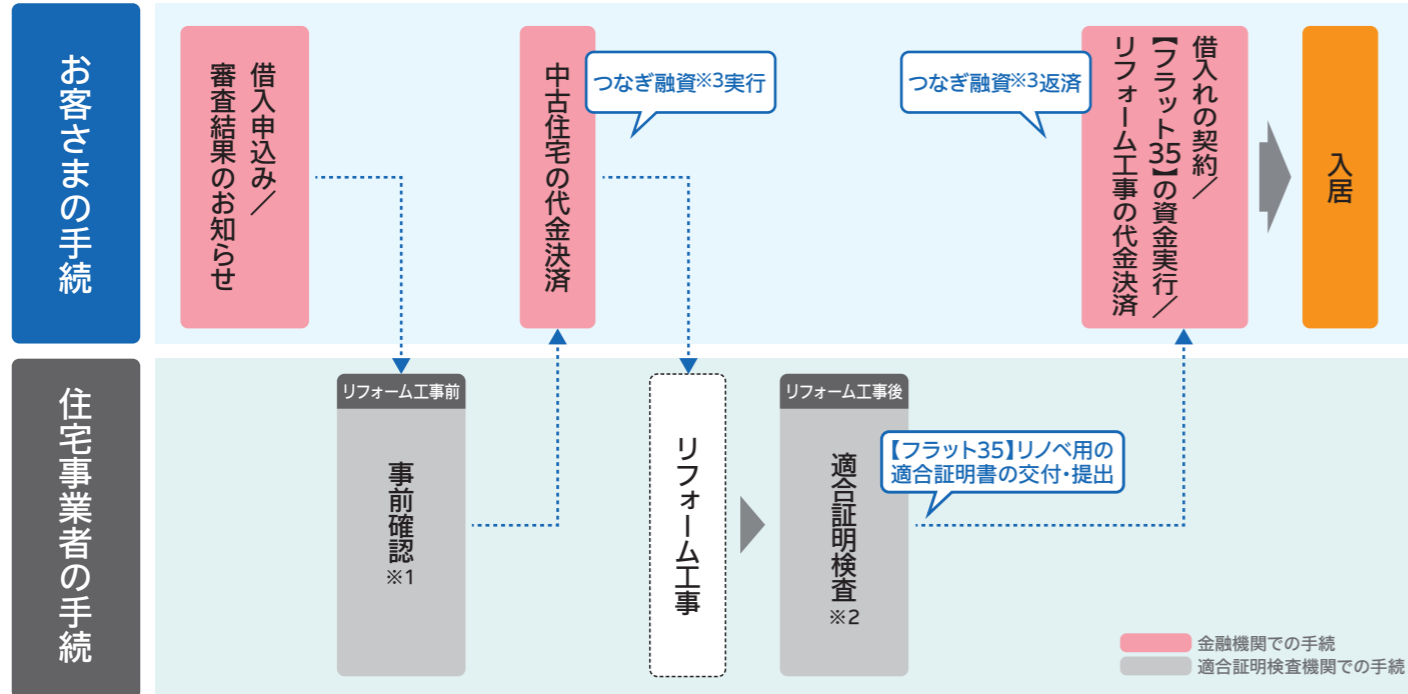 お客さまの手続
借入申込み／
審査結果のお知らせ
中古住宅の代金決済
つなぎ融資※3実行
つなぎ融資※3返済
借入れの契約／
【フラット35】の資金実行／
リフォーム工事の代金決済
入居
住宅事業者の手続
リフォーム工事前
事前確認
※1
リフォーム工事
リフォーム工事後
適合証明検査
※2
【フラット35】リノベ用の
適合証明書の交付・提出
金融機関での手続
適合証明検査機関での手続